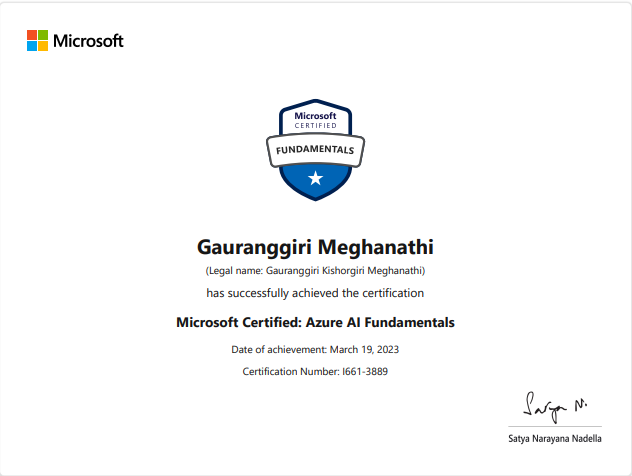 Microsoft
Microsoft
CERTIFIED
FUNDAMENTALS
Gauranggiri Meghanathi
(Legal name: Gauranggiri Kishorgiri Meghanathi)
has successfully achieved the certification
Microsoft Certified: Azure AI Fundamentals
Date of achievement: March 19, 2023
Certification Number: I661-3889
Satya N.
Satya Narayana Nadella